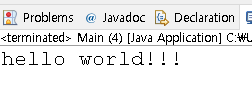 Problems @ Javadoc Declaration
<terminated> Main (4) [Java Application] C:₩U
hello world!!!